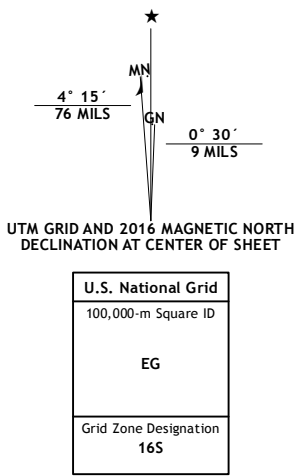 ★
MN
4° 15´
76 MILS
GN
0° 30´
9 MILS
UTM GRID AND 2016 MAGNETIC NORTH
DECLINATION AT CENTER OF SHEET
U.S. National Grid
100,000-m Square ID
EG
Grid Zone Designation
16S